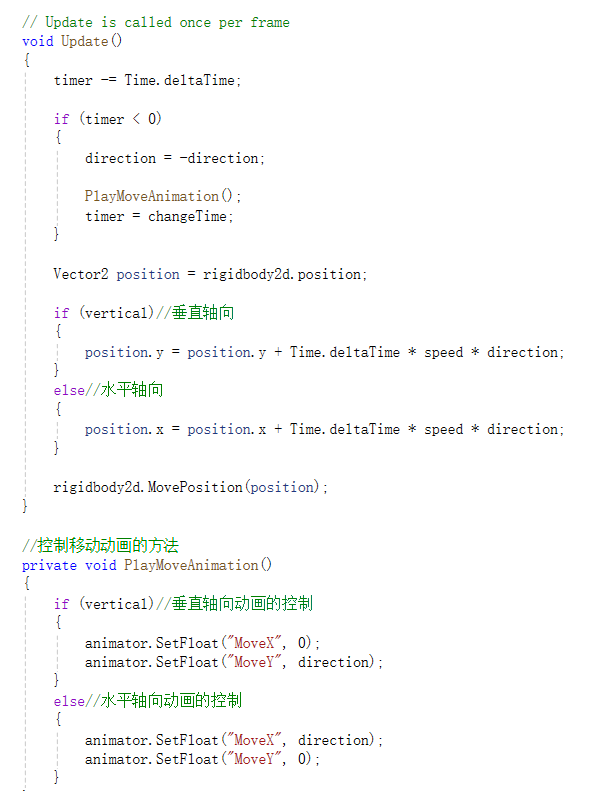 // Update is called once per frame
void Update()
{
timer -= Time.deltaTime;
if (timer < 0)
{
direction = -direction;
PlayMoveAnimation();
timer = changeTime;
}
Vector2 position = rigidbody2d.position;
if (vertical)//垂直轴向
{
position.y = position.y + Time.deltaTime * speed * direction;
}
else//水平轴向
{
position.x = position.x + Time.deltaTime * speed * direction;
}
rigidbody2d.MovePosition(position);
}
//控制移动动画的方法
private void PlayMoveAnimation()
{
if (vertical)//垂直轴向动画的控制
{
animator.SetFloat("MoveX", 0);
animator.SetFloat("MoveY", direction);
}
else//水平轴向动画的控制
{
animator.SetFloat("MoveX", direction);
animator.SetFloat("MoveY", 0);
}